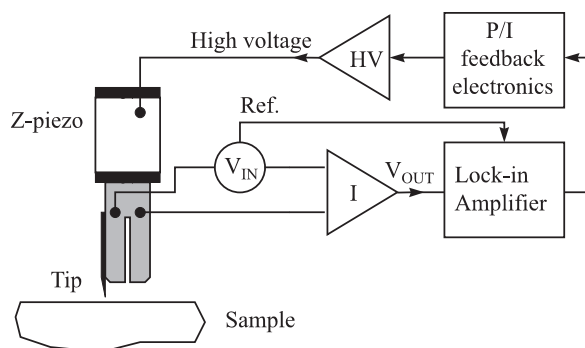 High voltage
HV
P/I
feedback
electronics
Z-piezo
Ref.
V_IN
I
V_OUT
Lock-in
Amplifier
Tip
Sample